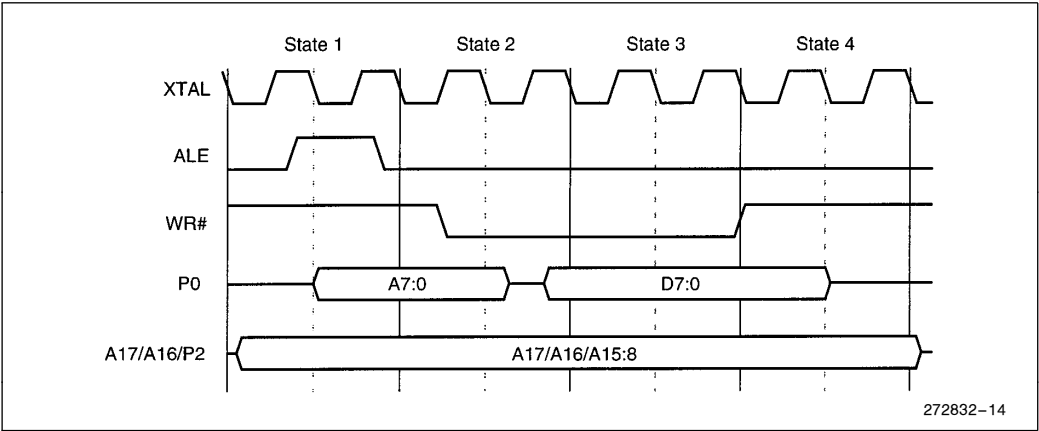 State 1 State 2 State 3 State 4
XTAL
ALE
WR#
P0 A7:0 D7:0
A17/A16/P2 A17/A16/A15:8
272832–14